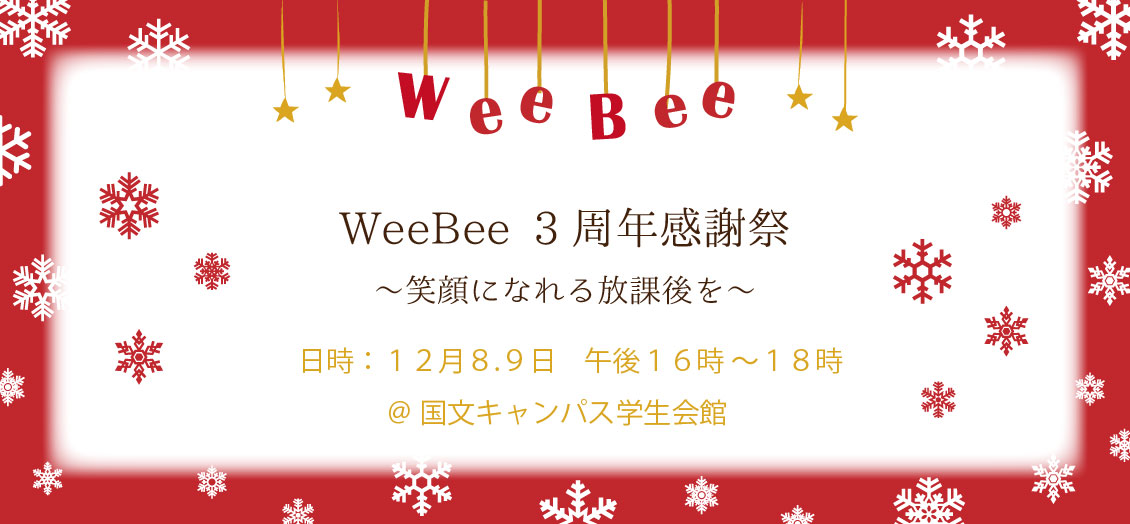 WeeBee
WeeBee ３周年感謝祭
～笑顔になれる放課後を～
日時：１２月８.９日　午後１６時～１８時
＠国文キャンパス学生会館